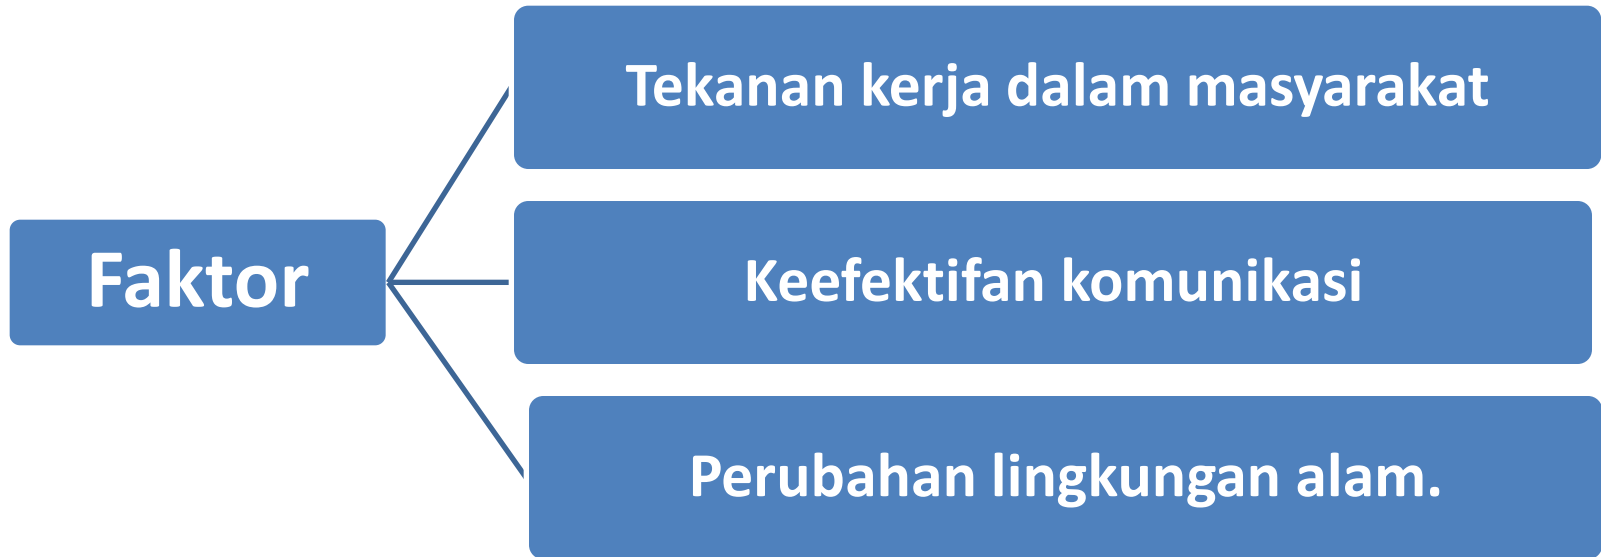 Faktor
Tekanan kerja dalam masyarakat
Keefektifan komunikasi
Perubahan lingkungan alam.